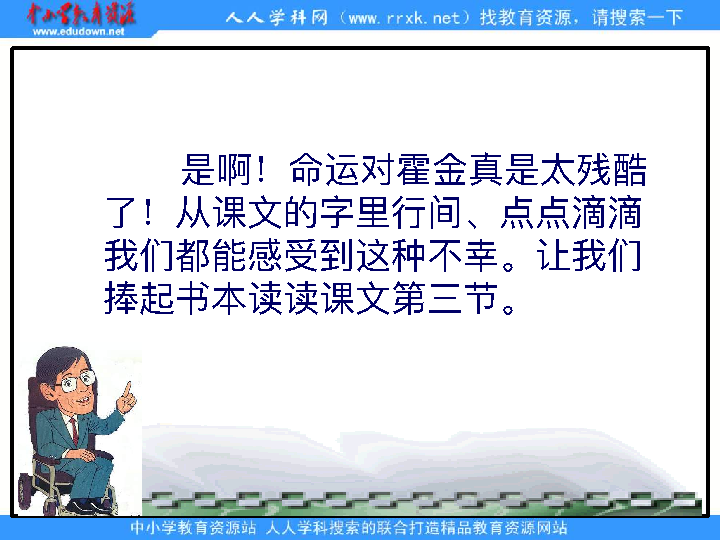 中小学教育资源
www.edudown.net
人人学科网（www.rrxk.net）找教育资源，请搜索一下
是啊！命运对霍金真是太残酷
了！从课文的字里行间、点点滴滴
我们都能感受到这种不幸。让我们
捧起书本读读课文第三节。
中小学教育资源站 人人学科搜索的联合打造精品教育资源网站